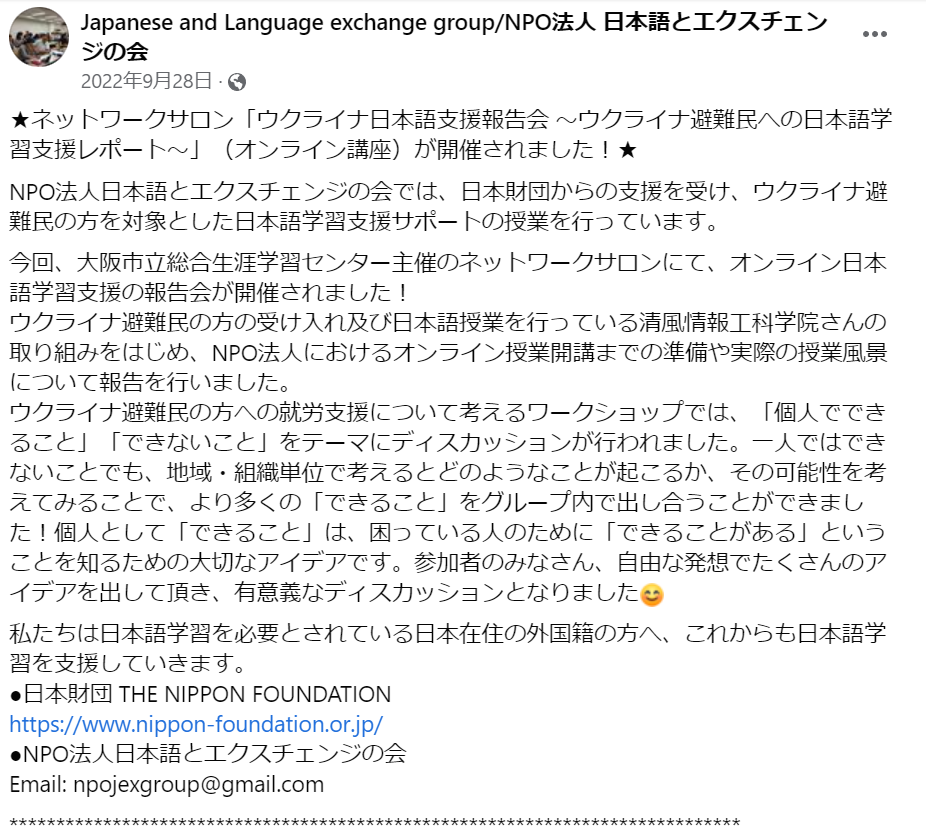 Japanese and Language exchange group/NPO法人 日本語とエクスチェン
ジの会
2022年9月28日 ·
★ネットワークサロン「ウクライナ日本語支援報告会 ～ウクライナ避難民への日本語学
習支援レポート～」（オンライン講座）が開催されました！★
NPO法人日本語とエクスチェンジの会では、日本財団からの支援を受け、ウクライナ避
難民の方を対象とした日本語学習支援サポートの授業を行っています。
今回、大阪市立総合生涯学習センター主催のネットワークサロンにて、オンライン日本
語学習支援の報告会が開催されました！
ウクライナ避難民の方の受け入れ及び日本語授業を行っている清風情報工科学院さんの
取り組みをはじめ、NPO法人におけるオンライン授業開講までの準備や実際の授業風景
について報告を行いました。
ウクライナ避難民の方への就労支援について考えるワークショップでは、「個人ででき
ること」「できないこと」をテーマにディスカッションが行われました。一人ではでき
ないことでも、地域・組織単位で考えるとどのようなことが起こるか、その可能性を考
えてみることで、より多くの「できること」をグループ内で出し合うことができまし
た！個人として「できること」は、困っている人のために「できることがある」という
ことを知るための大切なアイデアです。参加者のみなさん、自由な発想でたくさんのア
イデアを出して頂き、有意義なディスカッションとなりました😊
私たちは日本語学習を必要とされている日本在住の外国籍の方へ、これからも日本語学
習を支援していきます。
●日本財団 THE NIPPON FOUNDATION
https://www.nippon-foundation.or.jp/
●NPO法人日本語とエクスチェンジの会
Email: npojexgroup@gmail.com
**************************************************************************